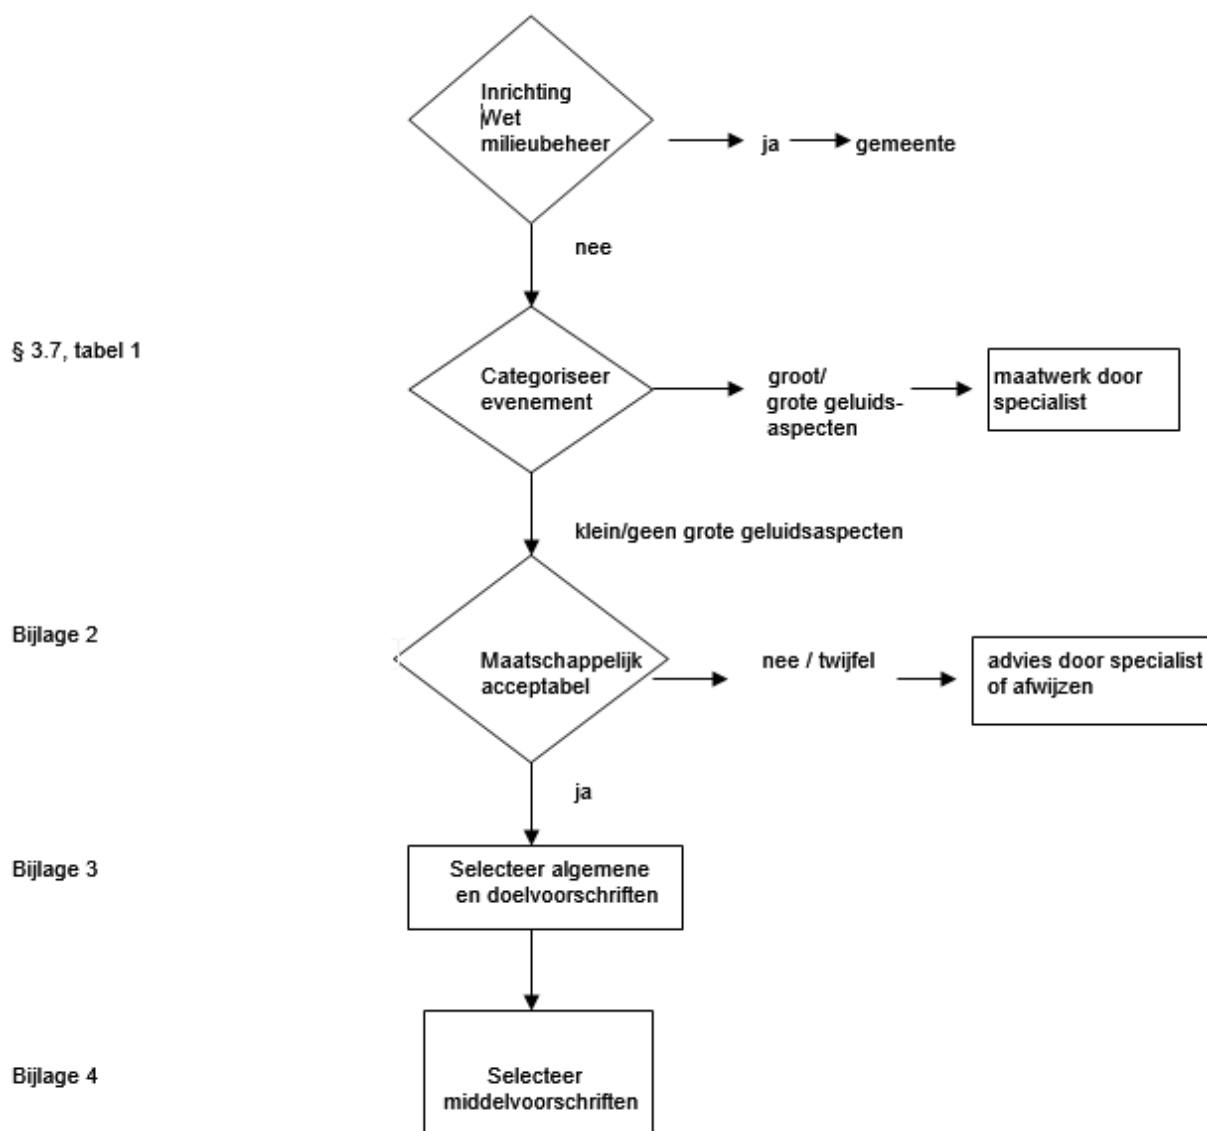 Inrichting
Wet
milieubeheer
ja
gemeente
nee
§ 3.7, tabel 1
Categoriseer
evenement
groot/
grote geluids-
aspecten
maatwerk door
specialist
klein/geen grote geluidsaspecten
Bijlage 2
Maatschappelijk
acceptabel
nee / twijfel
advies door specialist
of afwijzen
ja
Bijlage 3
Selecteer algemene
en doelvoorschriften
Bijlage 4
Selecteer
middelvoorschriften